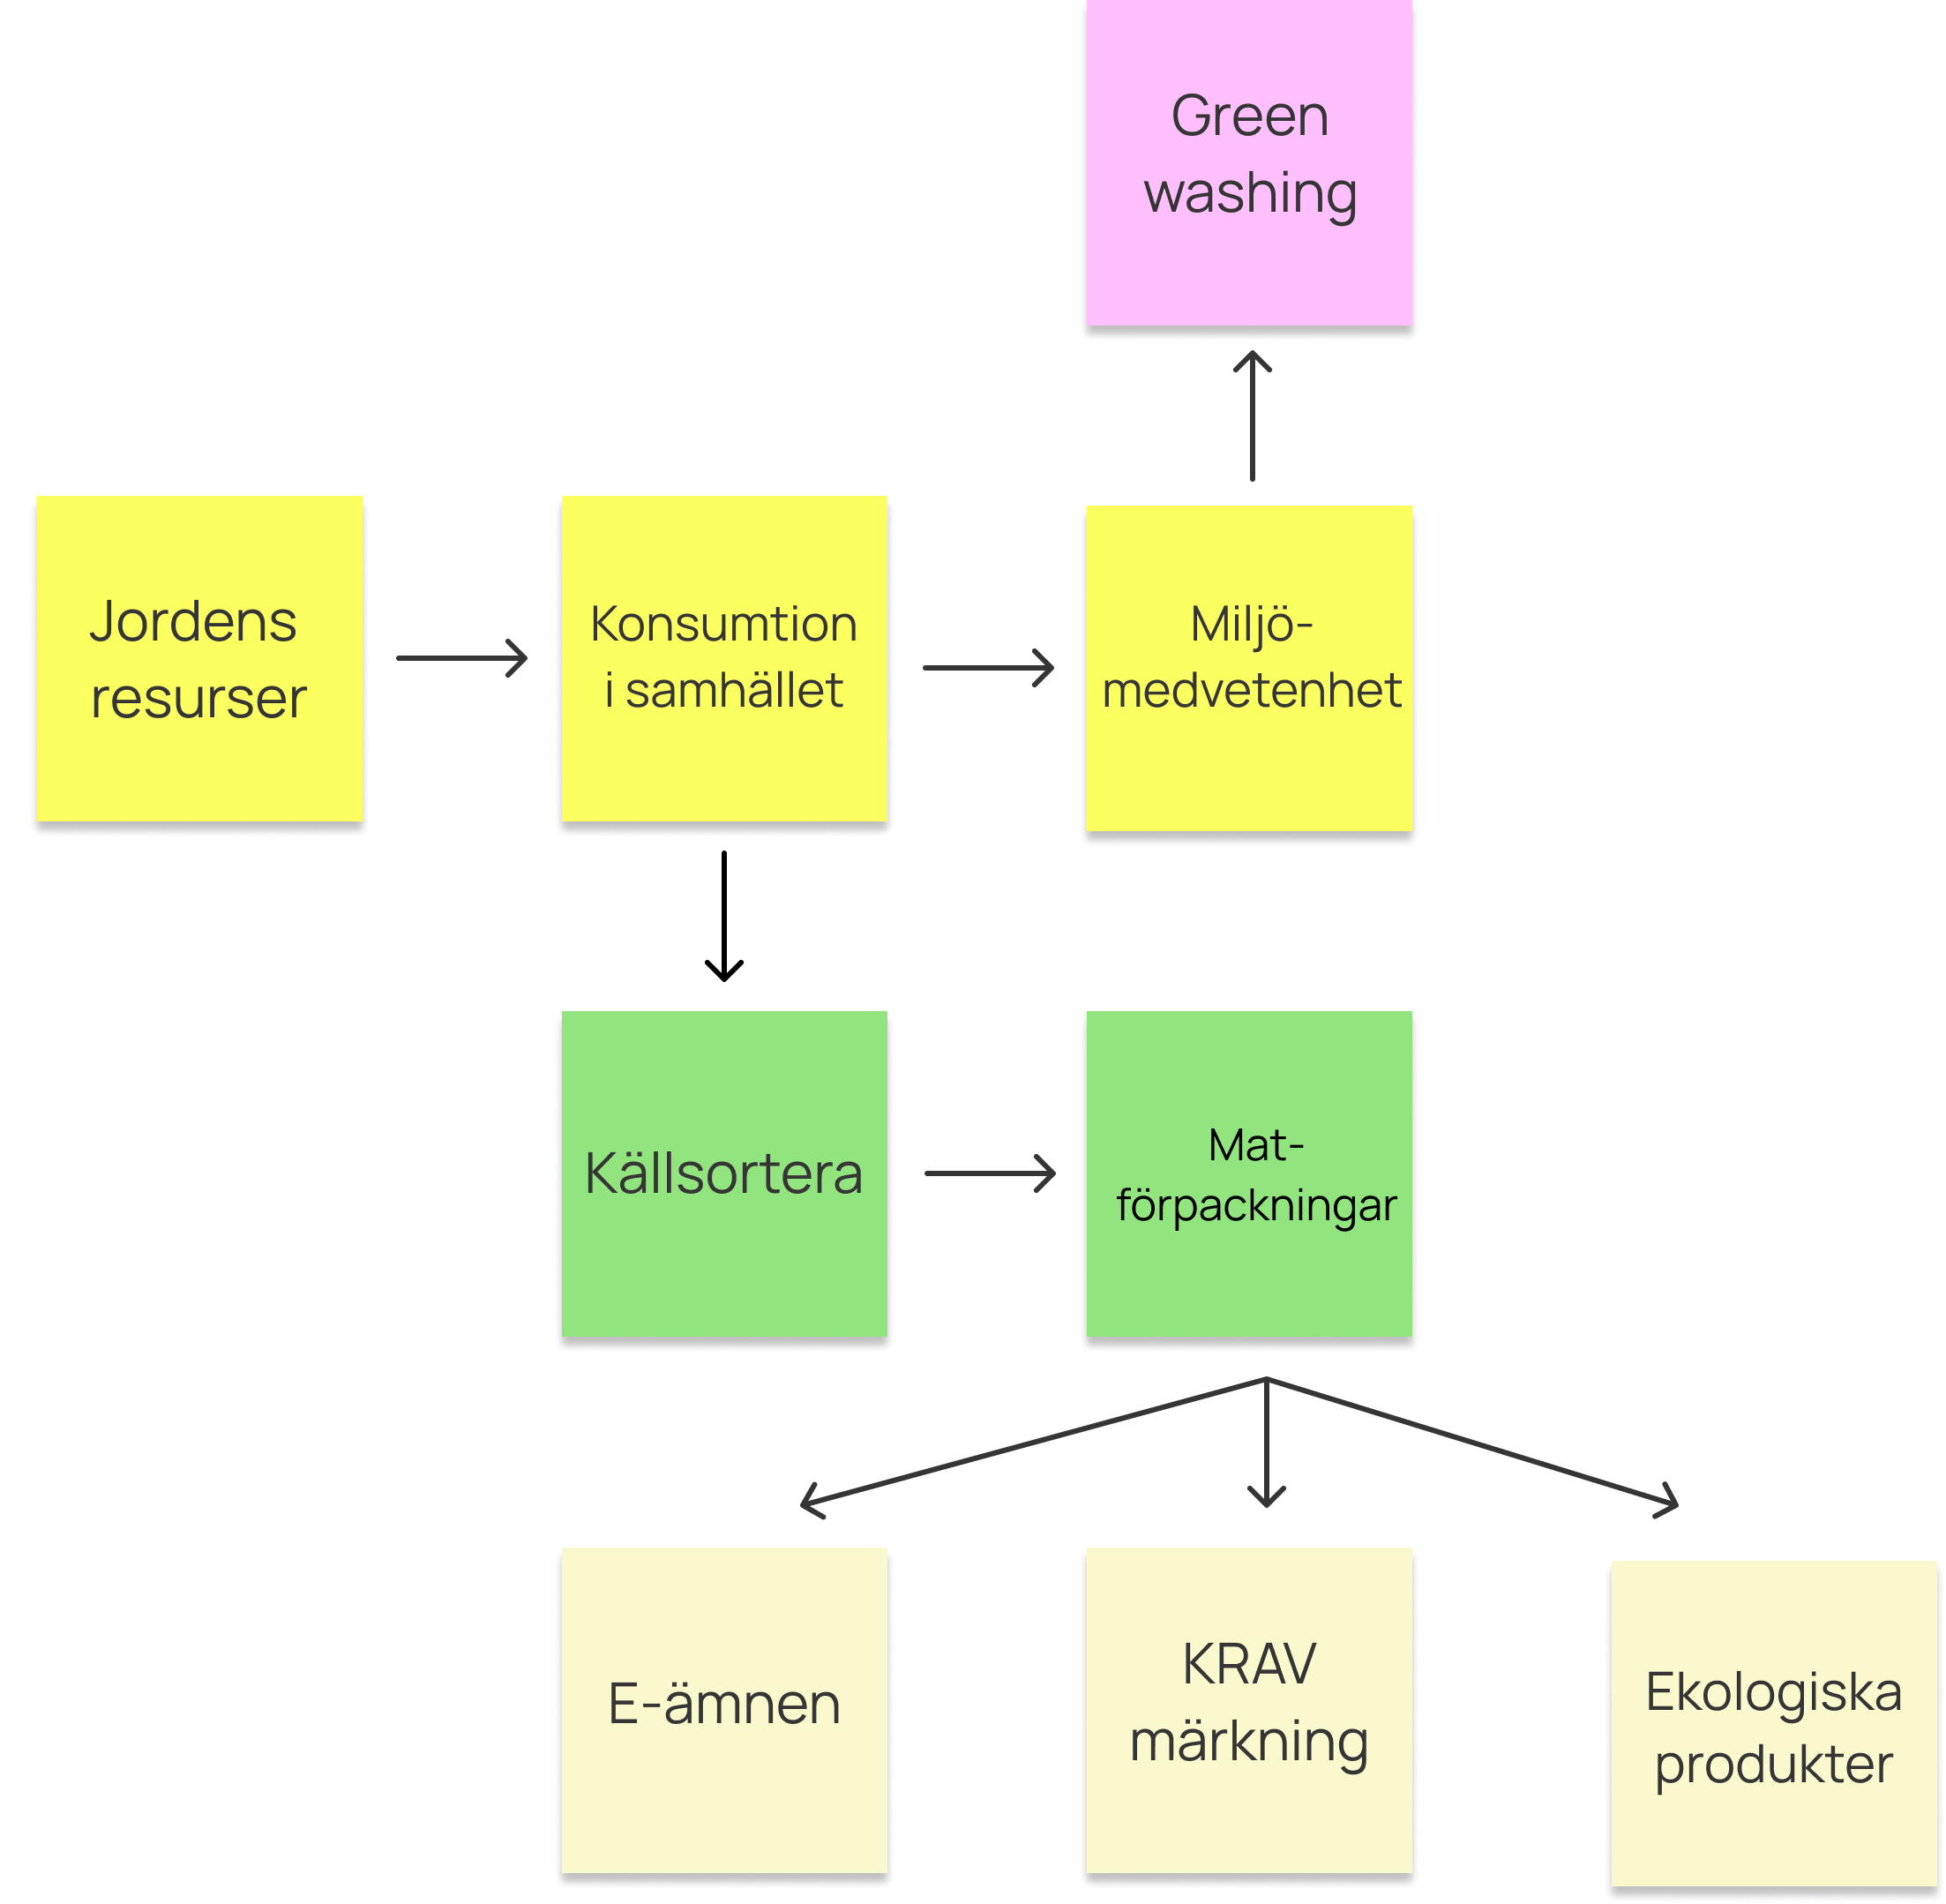 Green
washing
Jordens
resurser
Konsumtion
i samhället
Miljö-
medvetenhet
Källsortera
Mat-
förpackningar
E-ämnen
KRAV
märkning
Ekologiska
produkter